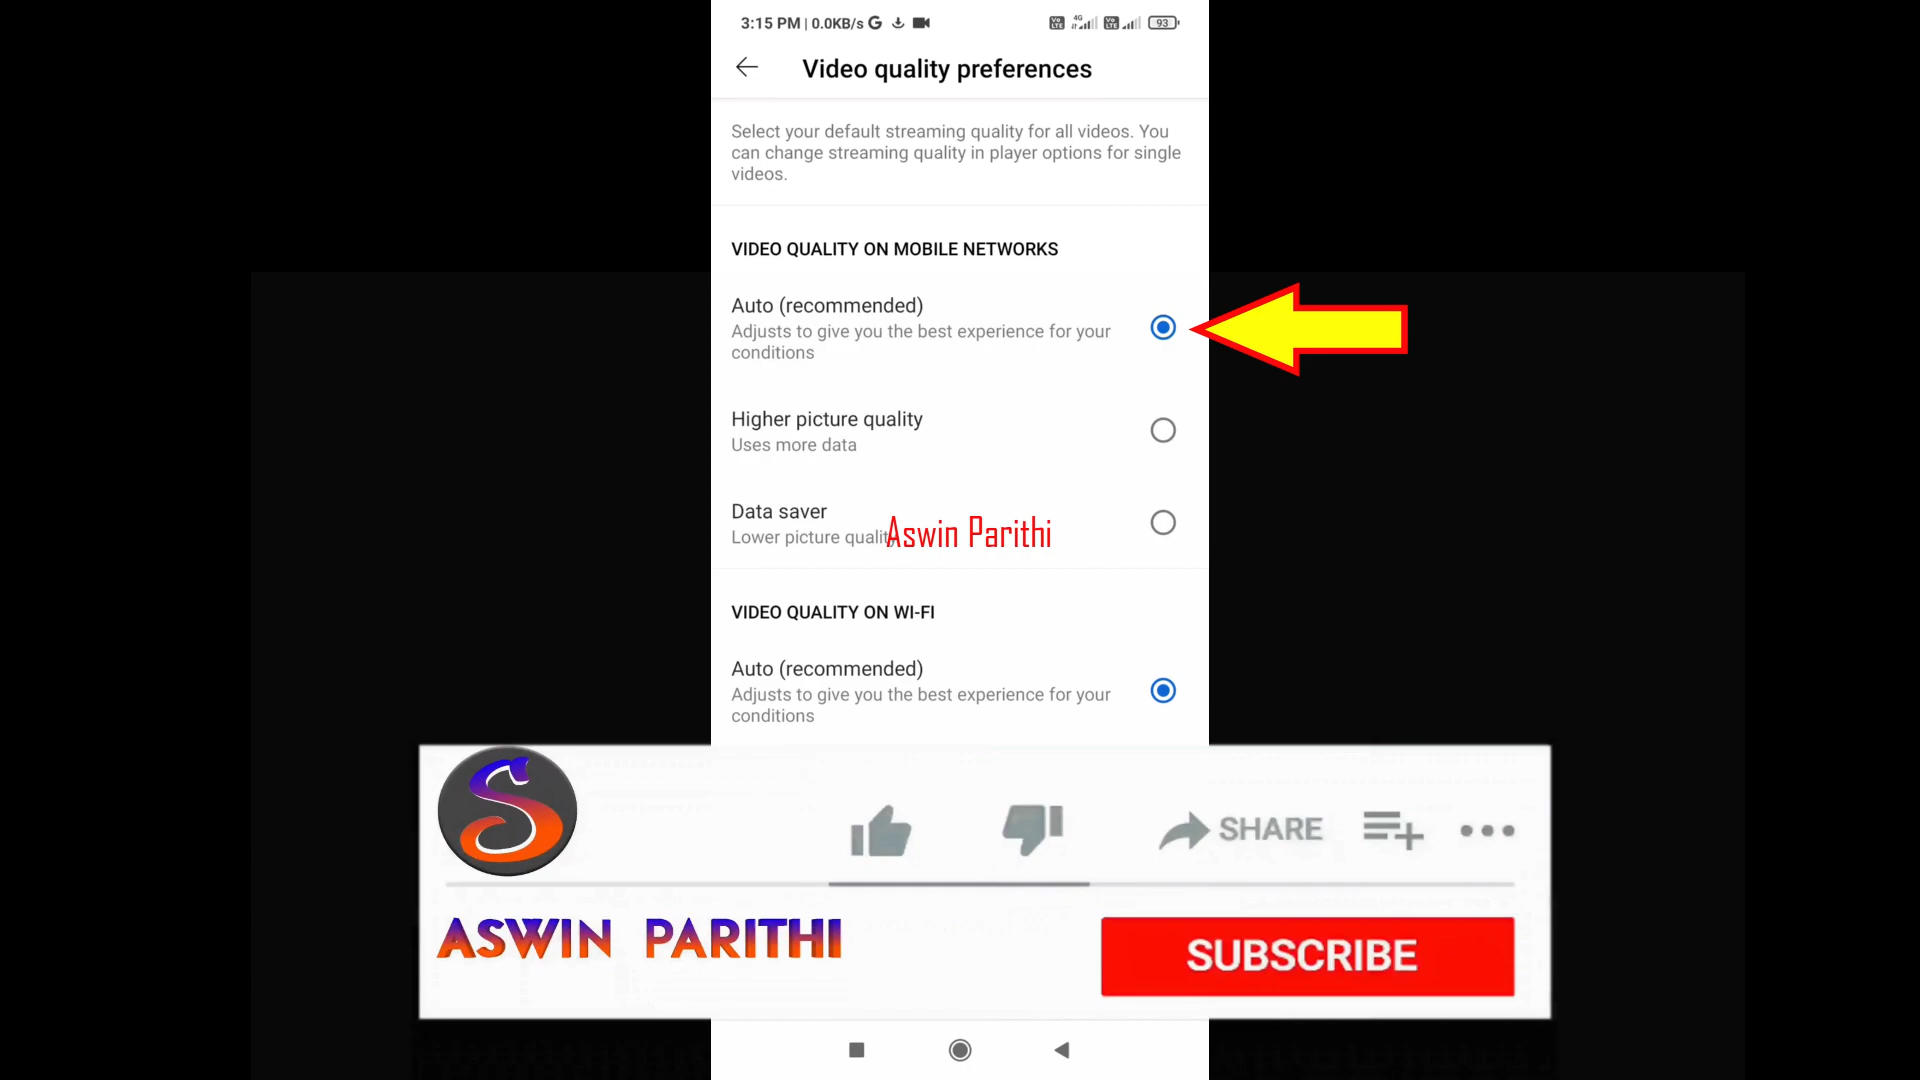 3:15 PM | 0.0KB/s
4G
93
Video quality preferences
Select your default streaming quality for all videos. You
can change streaming quality in player options for single
videos.
VIDEO QUALITY ON MOBILE NETWORKS
Auto (recommended)
Adjusts to give you the best experience for your
conditions
Higher picture quality
Uses more data
Data saver
Lower picture quality
Aswin Parithi
VIDEO QUALITY ON WI-FI
Auto (recommended)
Adjusts to give you the best experience for your
conditions
SHARE
ASWIN PARITHI
SUBSCRIBE